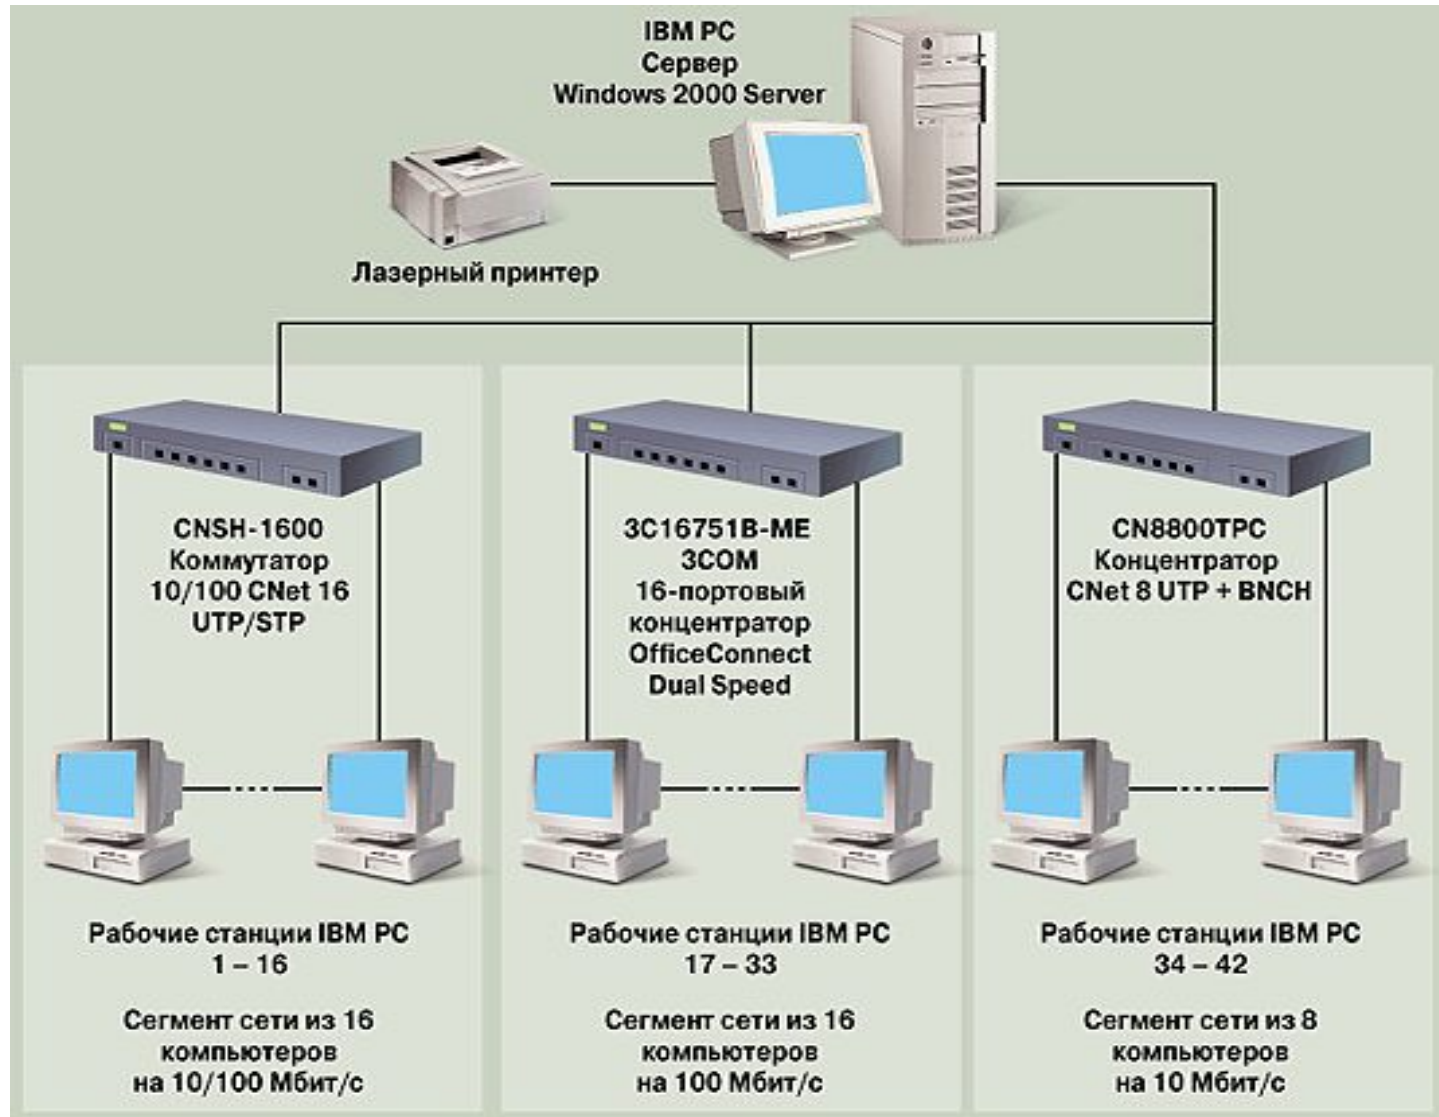 IBM PC
Сервер
Windows 2000 Server
Лазерный принтер
CNSH-1600
Коммутатор
10/100 CNet 16
UTP/STP
3C16751B-ME
3COM
16-портовый
концентратор
OfficeConnect
Dual Speed
CN8800TPC
Концентратор
CNet 8 UTP + BNCH
Рабочие станции IBM PC
1 – 16
Сегмент сети из 16
компьютеров
на 10/100 Мбит/с
Рабочие станции IBM PC
17 – 33
Сегмент сети из 16
компьютеров
на 100 Мбит/с
Рабочие станции IBM PC
34 – 42
Сегмент сети из 8
компьютеров
на 10 Мбит/с